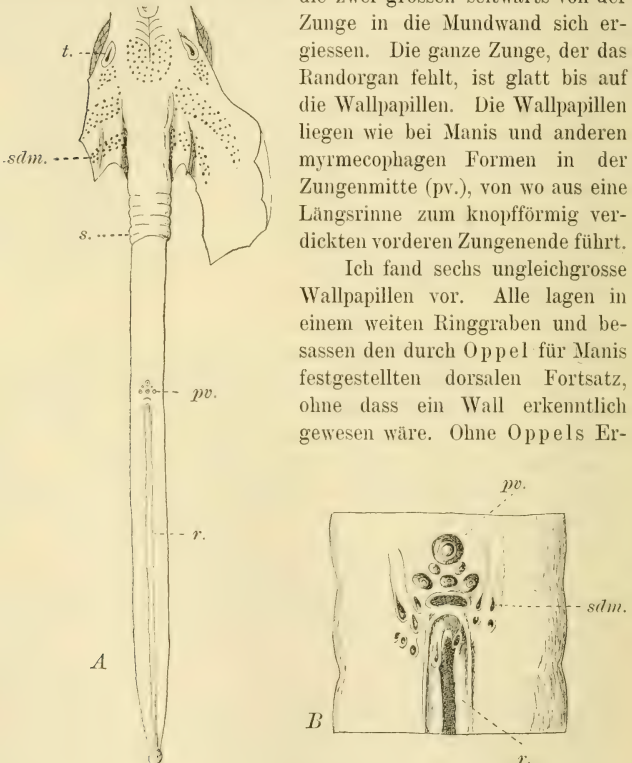 die zwei grossen seitwärts von der
Zunge in die Mundwand sich er-
giessen. Die ganze Zunge, der das
Randorgan fehlt, ist glatt bis auf
die Wallpapillen. Die Wallpapillen
liegen wie bei Manis und anderen
myrmecophagen Formen in der
Zungenmitte (pv.), von wo aus eine
Längsrinne zum knopfförmig ver-
dickten vorderen Zungenende führt.
Ich fand sechs ungleichgrosse
Wallpapillen vor. Alle lagen in
einem weiten Ringgraben und be-
sassen den durch Oppel für Manis
festgestellten dorsalen Fortsatz,
ohne dass ein Wall erkenntlich
gewesen wäre. Ohne Oppels Er-
t.
sdm.
s.
pv.
r.
A
pv.
sdm.
B
r.